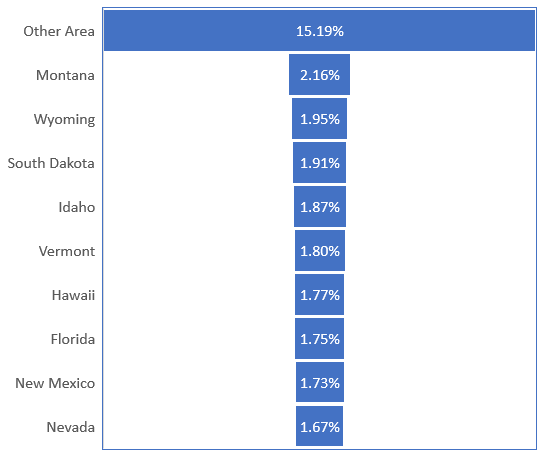 Other Area 15.19%
Montana 2.16%
Wyoming 1.95%
South Dakota 1.91%
Idaho 1.87%
Vermont 1.80%
Hawaii 1.77%
Florida 1.75%
New Mexico 1.73%
Nevada 1.67%